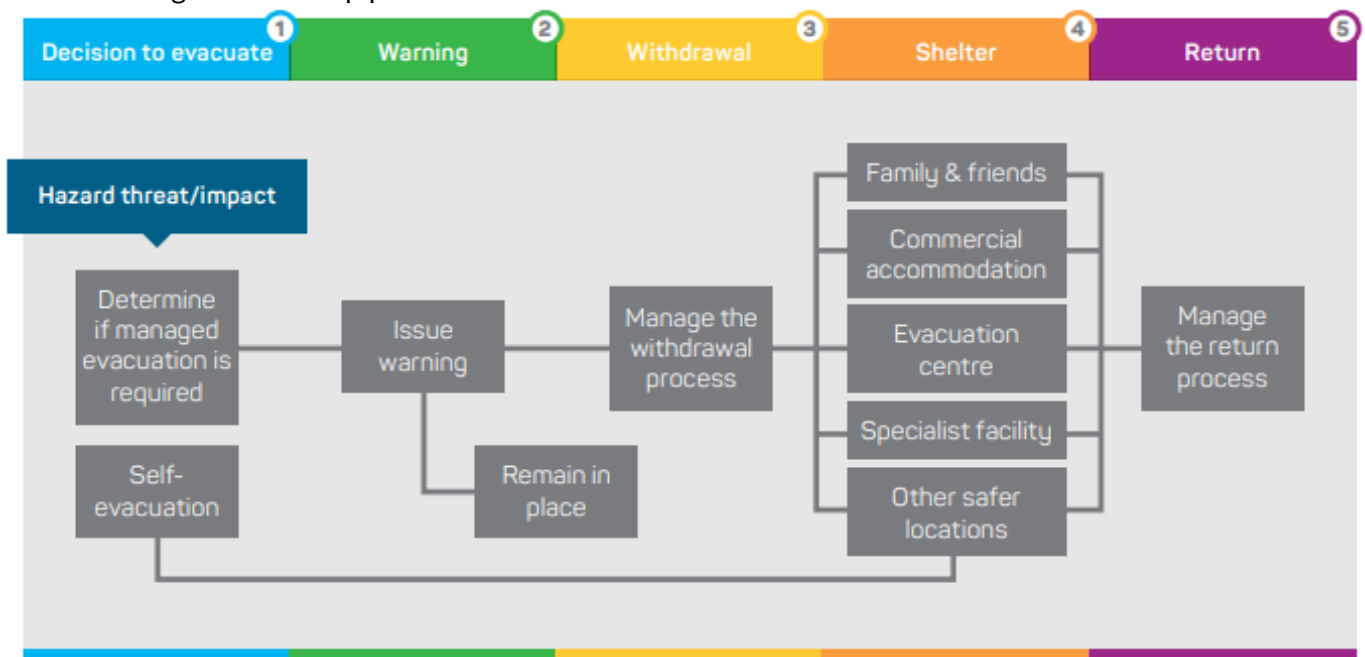 1
2
3
4
5
Decision to evacuate
Warning
Withdrawal
Shelter
Return
Hazard threat/impact
Determine
if managed
evacuation is
required
Self-
evacuation
Issue
warning
Remain in
place
Manage the
withdrawal
process
Family & friends
Commercial
accommodation
Evacuation
centre
Specialist facility
Other safer
locations
Manage
the return
process